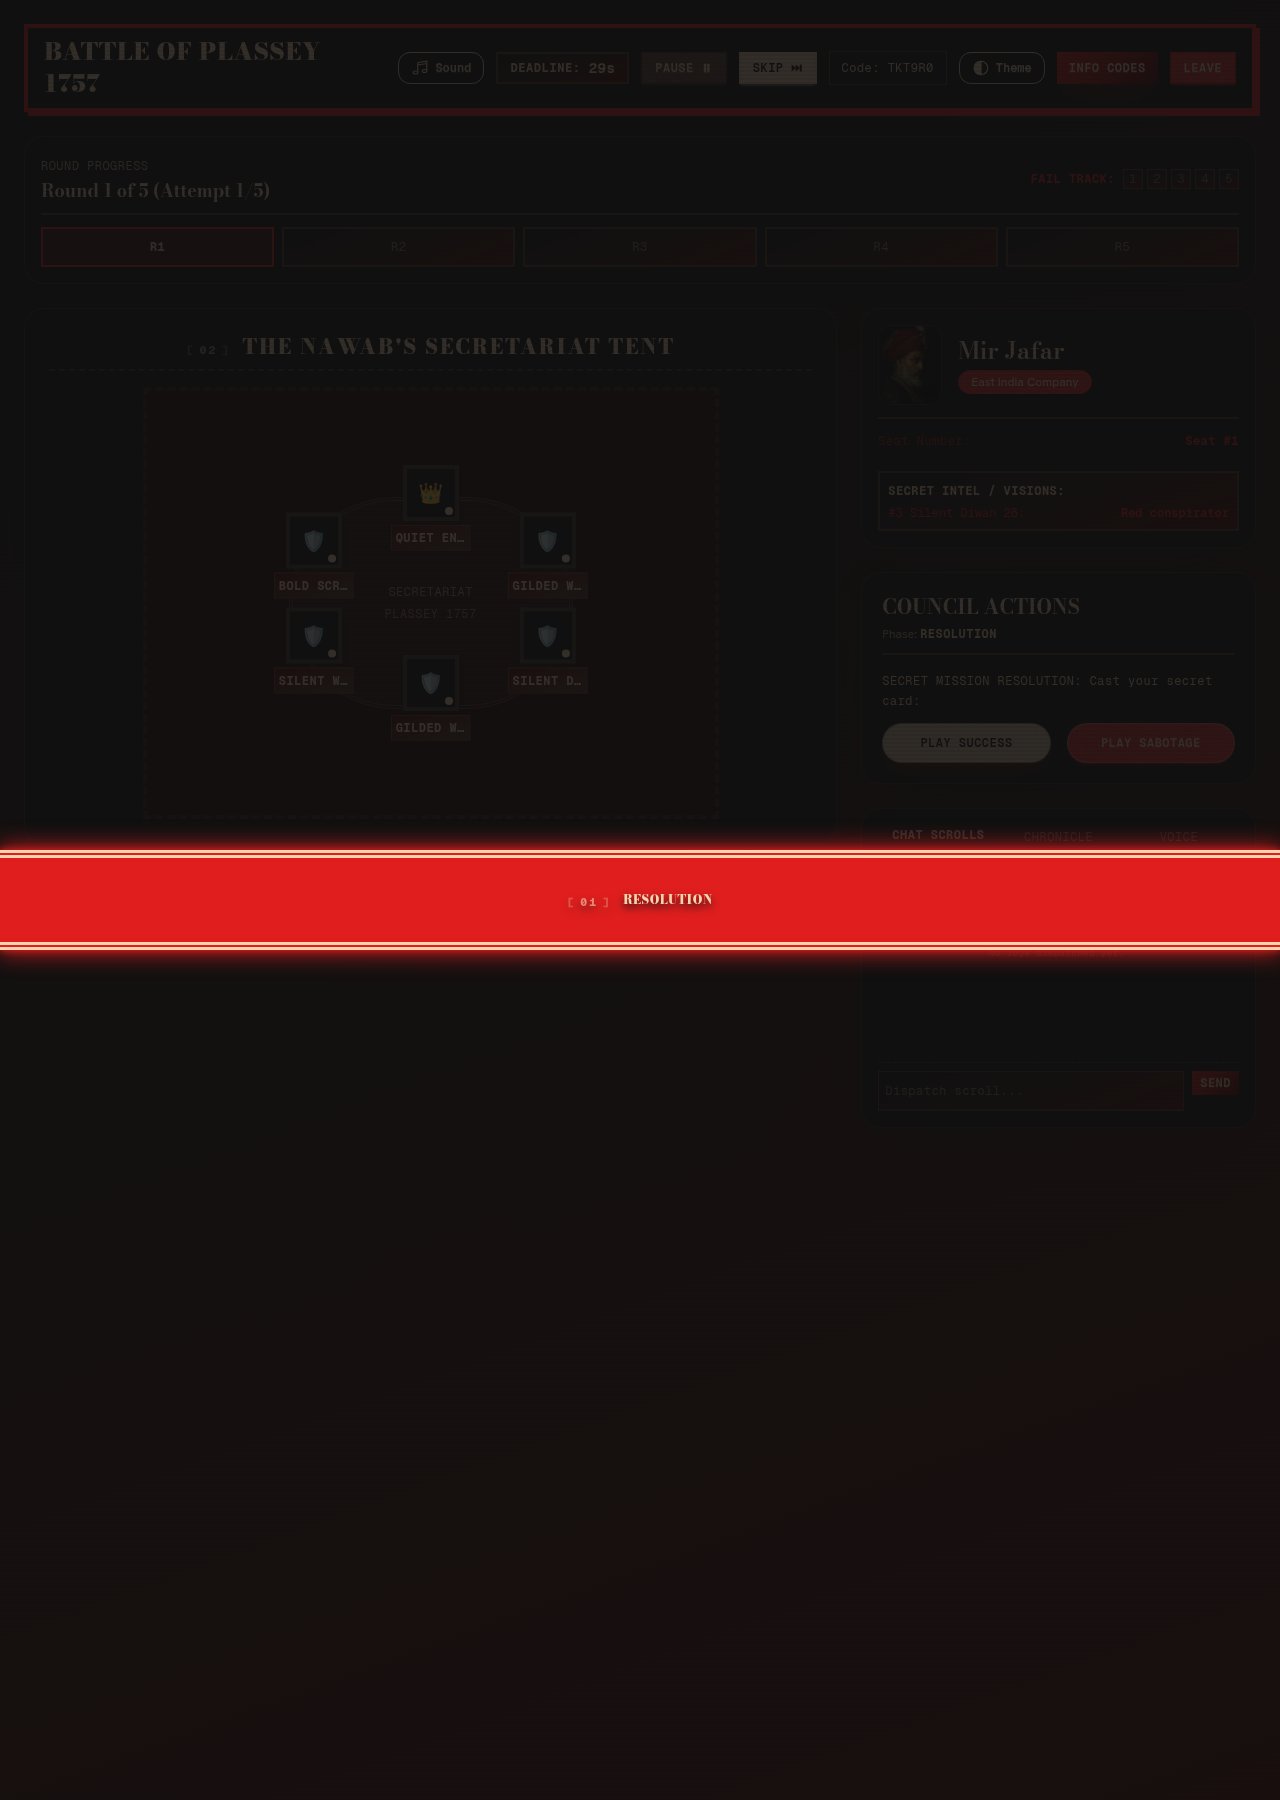 BATTLE OF PLASSEY
1757
Sound
DEADLINE: 29s
PAUSE ⏸
SKIP ⏭
Code: TKT9R0
Theme
INFO CODES
LEAVE
ROUND PROGRESS
Round 1 of 5 (Attempt 1/5)
FAIL TRACK: 1 2 3 4 5
R1
R2
R3
R4
R5
[ 02 ] THE NAWAB'S SECRETARIAT TENT
QUIET EN…
BOLD SCR…
GILDED W…
SECRETARIAT
PLASSEY 1757
SILENT W…
SILENT D…
GILDED W…
Mir Jafar
East India Company
Seat Number:
Seat #1
SECRET INTEL / VISIONS:
#3 Silent Diwan 26:
Red conspirator
COUNCIL ACTIONS
Phase: RESOLUTION
SECRET MISSION RESOLUTION: Cast your secret
card:
PLAY SUCCESS
PLAY SABOTAGE
CHAT SCROLLS
CHRONICLE
VOICE
[ 01 ] RESOLUTION
Dispatch scroll...
SEND